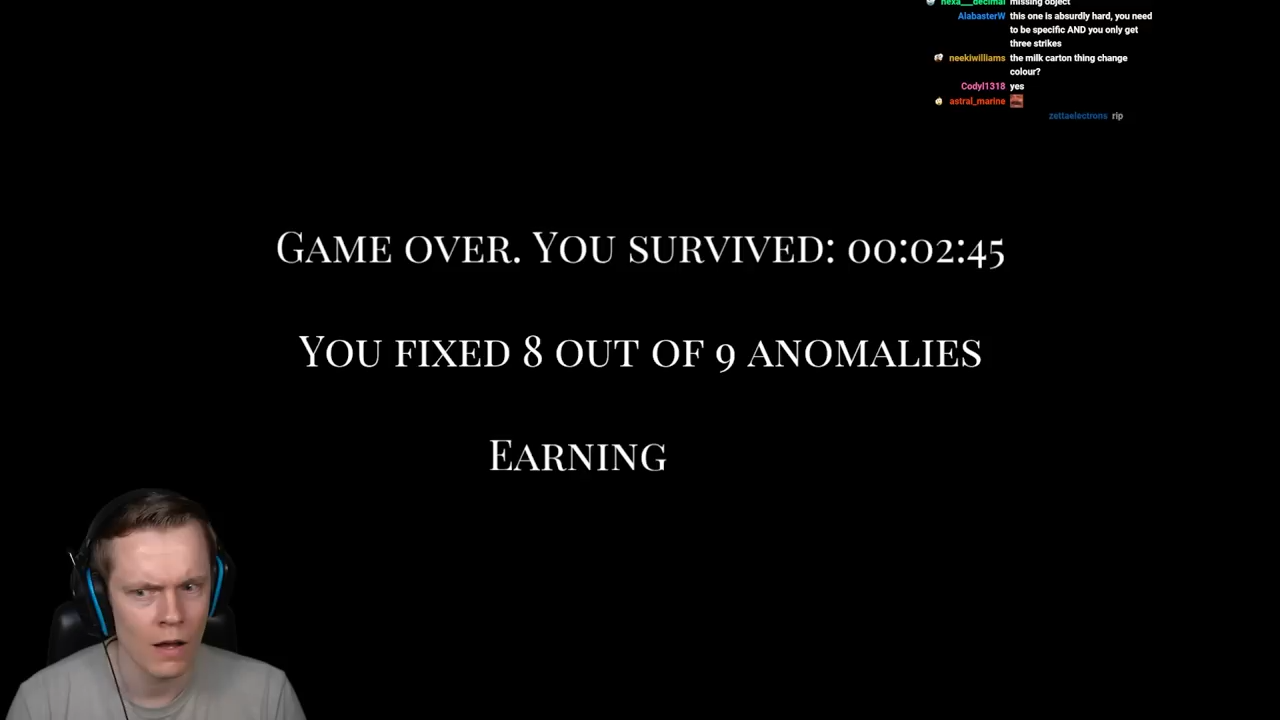 hexa___decimal missing object
AlabasterW this one is absurdly hard, you need
to be specific AND you only get
three strikes
neekiwilliams the milk carton thing change
colour?
Codyl1318 yes
astral_marine
zettaelectrons rip
Game over. You survived: 00:02:45
You fixed 8 out of 9 anomalies
Earning